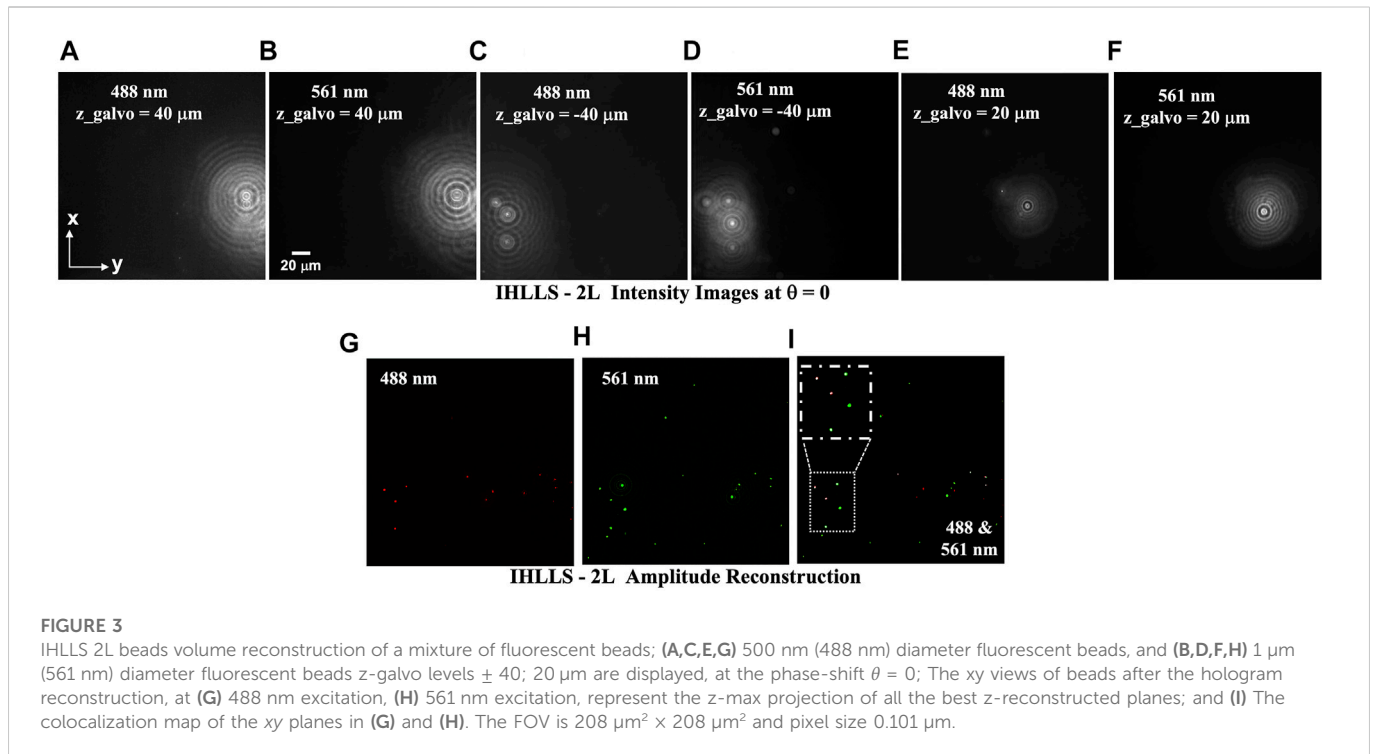 A B C D E F
488 nm
z_galvo = 40 μm
561 nm
z_galvo = 40 μm
488 nm
z_galvo = -40 μm
561 nm
z_galvo = -40 μm
488 nm
z_galvo = 20 μm
561 nm
z_galvo = 20 μm
x
y
20 μm
IHLLS - 2L Intensity Images at θ = 0
G H I
488 nm
561 nm
488 &
561 nm
IHLLS - 2L Amplitude Reconstruction
FIGURE 3
IHLLS 2L beads volume reconstruction of a mixture of fluorescent beads; (A,C,E,G) 500 nm (488 nm) diameter fluorescent beads, and (B,D,F,H) 1 μm
(561 nm) diameter fluorescent beads z-galvo levels ± 40; 20 μm are displayed, at the phase-shift θ = 0; The xy views of beads after the hologram
reconstruction, at (G) 488 nm excitation, (H) 561 nm excitation, represent the z-max projection of all the best z-reconstructed planes; and (I) The
colocalization map of the xy planes in (G) and (H). The FOV is 208 μm² × 208 μm² and pixel size 0.101 μm.